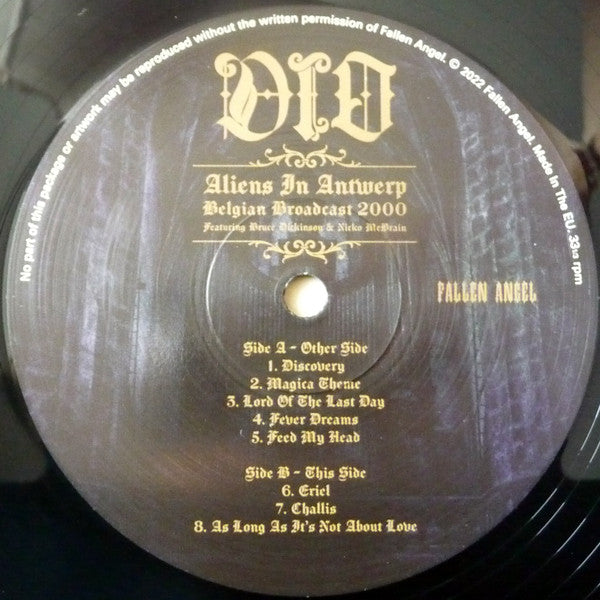 No part of this package or artwork may be reproduced without the written permission of Fallen Angel. © 2022 Fallen Angel. Made in The EU. 33 1/3 rpm
DIO
Aliens In Antwerp
Belgian Broadcast 2000
Featuring Bruce Dickinson & Nicko McBrain
FALLEN ANGEL
Side A - Other Side
1. Discovery
2. Magica Theme
3. Lord Of The Last Day
4. Fever Dreams
5. Feed My Head
Side B - This Side
6. Eriel
7. Challis
8. As Long As It's Not About Love